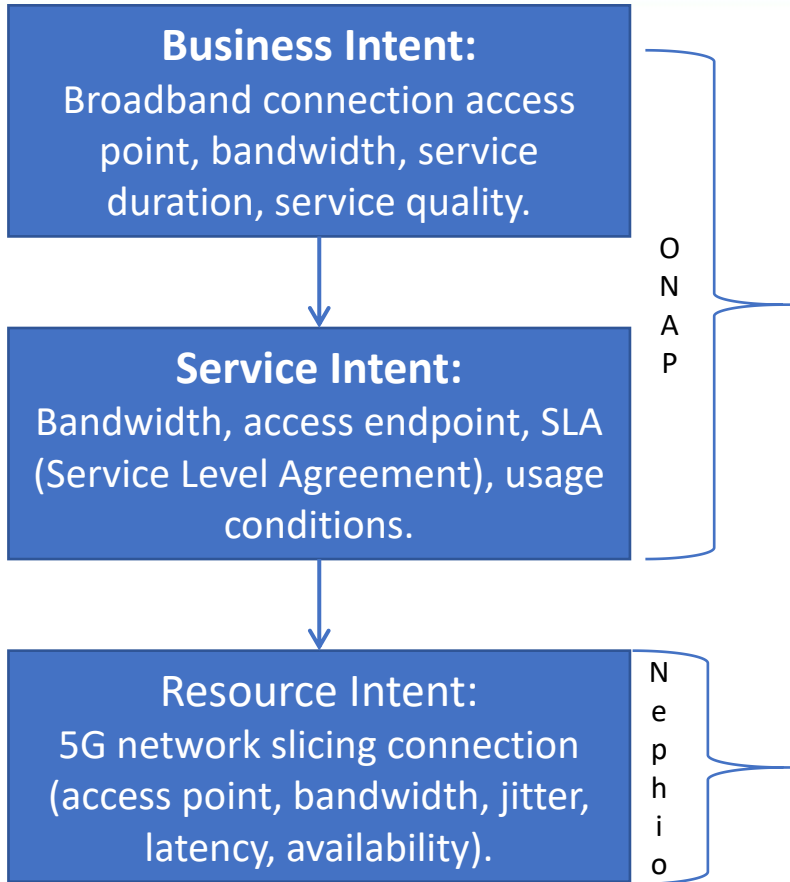 Business Intent:
Broadband connection access
point, bandwidth, service
duration, service quality.
O
N
A
P
Service Intent:
Bandwidth, access endpoint, SLA
(Service Level Agreement), usage
conditions.
Resource Intent:
5G network slicing connection
(access point, bandwidth, jitter,
latency, availability).
N
e
p
h
i
o